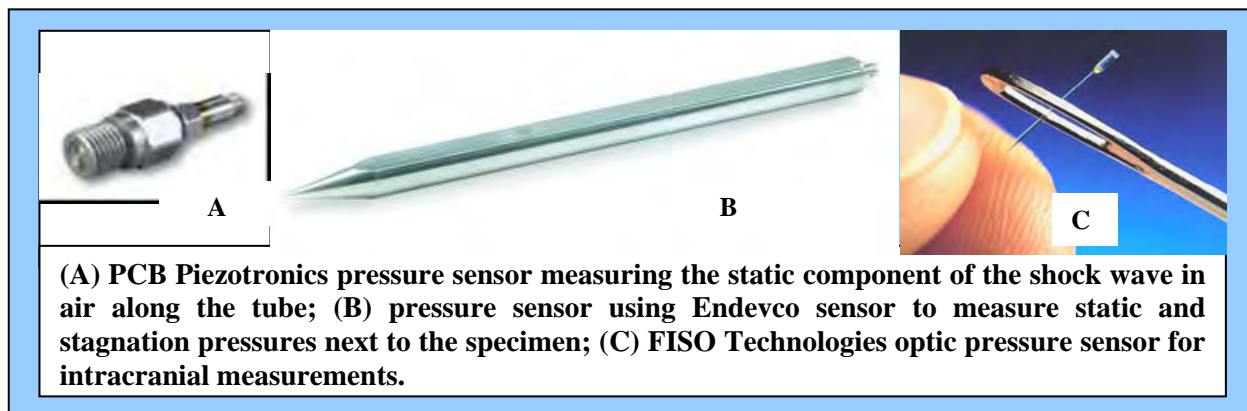 A
B
C
(A) PCB Piezotronics pressure sensor measuring the static component of the shock wave in
air along the tube; (B) pressure sensor using Endevco sensor to measure static and
stagnation pressures next to the specimen; (C) FISO Technologies optic pressure sensor for
intracranial measurements.